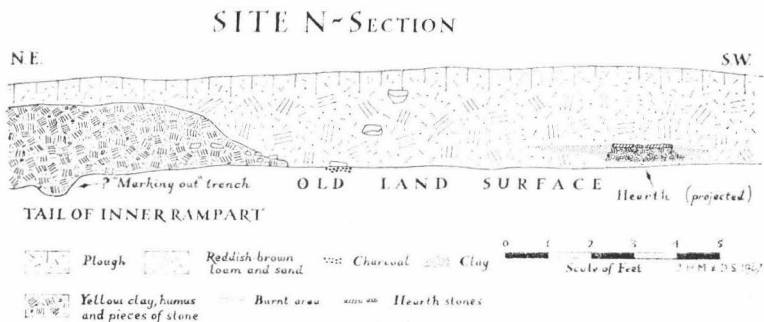 SITE N-SECTION
N.E.
S.W.
? "Marking out" trench
OLD LAND SURFACE
Hearth (projected)
TAIL OF INNER RAMPART
Plough
Reddish-brown
loam and sand
Charcoal
Clay
0 1 2 3 4 5
Scale of Feet
Yellow clay, humus
and pieces of stone
Burnt area
Hearth stones